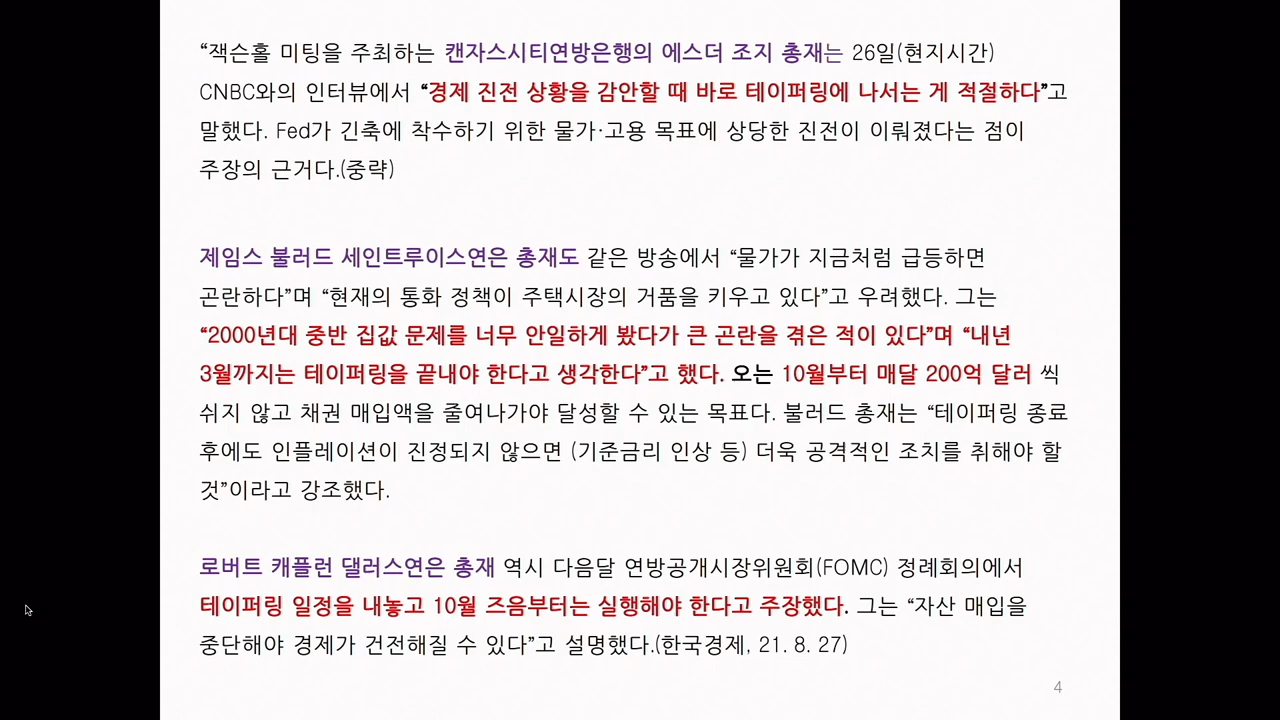 “잭슨홀 미팅을 주최하는 캔자스시티연방은행의 에스더 조지 총재는 26일(현지시간)
CNBC와의 인터뷰에서 “경제 진전 상황을 감안할 때 바로 테이퍼링에 나서는 게 적절하다”고
말했다. Fed가 긴축에 착수하기 위한 물가·고용 목표에 상당한 진전이 이뤄졌다는 점이
주장의 근거다.(중략)
제임스 불러드 세인트루이스연은 총재도 같은 방송에서 “물가가 지금처럼 급등하면
곤란하다”며 “현재의 통화 정책이 주택시장의 거품을 키우고 있다”고 우려했다. 그는
“2000년대 중반 집값 문제를 너무 안일하게 봤다가 큰 곤란을 겪은 적이 있다”며 “내년
3월까지는 테이퍼링을 끝내야 한다고 생각한다”고 했다. 오는 10월부터 매달 200억 달러 씩
쉬지 않고 채권 매입액을 줄여나가야 달성할 수 있는 목표다. 불러드 총재는 “테이퍼링 종료
후에도 인플레이션이 진정되지 않으면 (기준금리 인상 등) 더욱 공격적인 조치를 취해야 할
것”이라고 강조했다.
로버트 캐플런 댈러스연은 총재 역시 다음달 연방공개시장위원회(FOMC) 정례회의에서
테이퍼링 일정을 내놓고 10월 즈음부터는 실행해야 한다고 주장했다. 그는 “자산 매입을
중단해야 경제가 건전해질 수 있다”고 설명했다.(한국경제, 21. 8. 27)
4